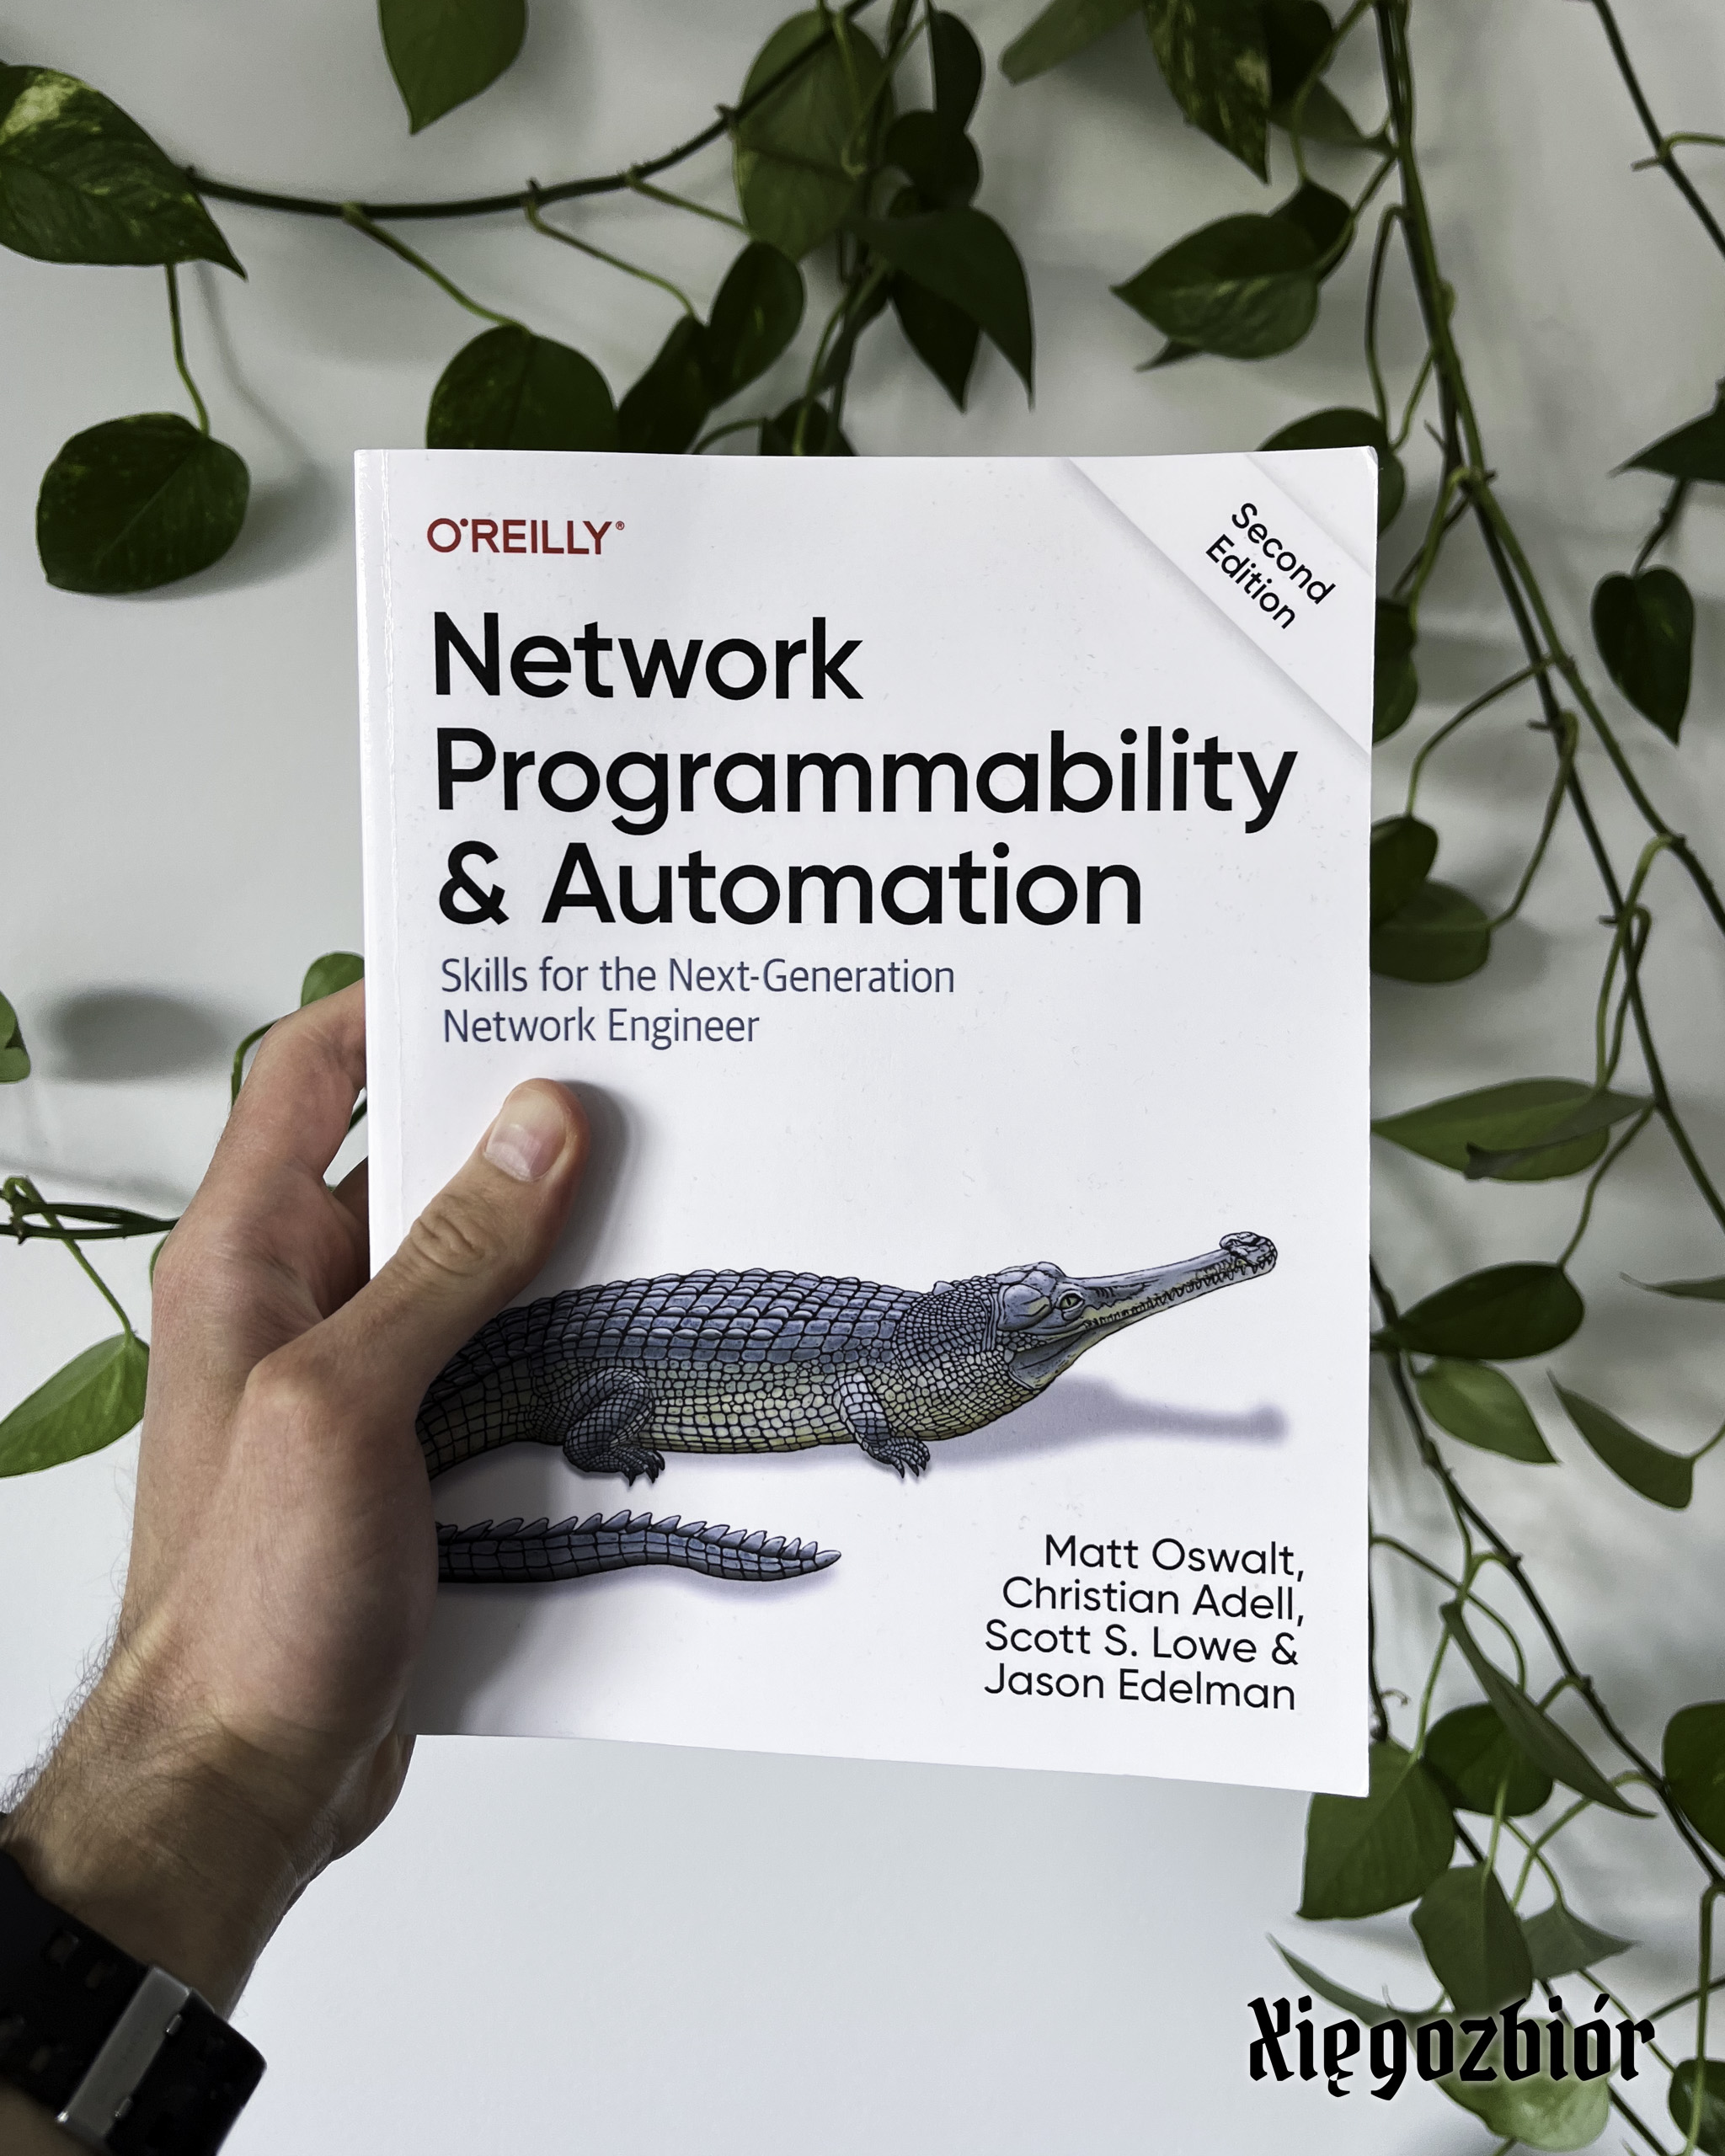 O'REILLY®
Second
Edition
Network
Programmability
& Automation
Skills for the Next-Generation
Network Engineer
Matt Oswalt,
Christian Adell,
Scott S. Lowe &
Jason Edelman
Xięgozbiór